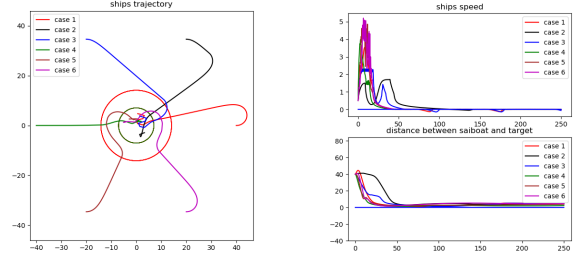 ships trajectory
case 1
case 2
case 3
case 4
case 5
case 6
40
20
0
−20
−40
−40 −30 −20 −10 0 10 20 30 40
ships speed
case 1
case 2
case 3
case 4
case 5
case 6
5
4
3
2
1
0
0 50 100 150 200 250
distance between saiboat and target
case 1
case 2
case 3
case 4
case 5
case 6
80
60
40
20
0
−20
−40
0 50 100 150 200 250